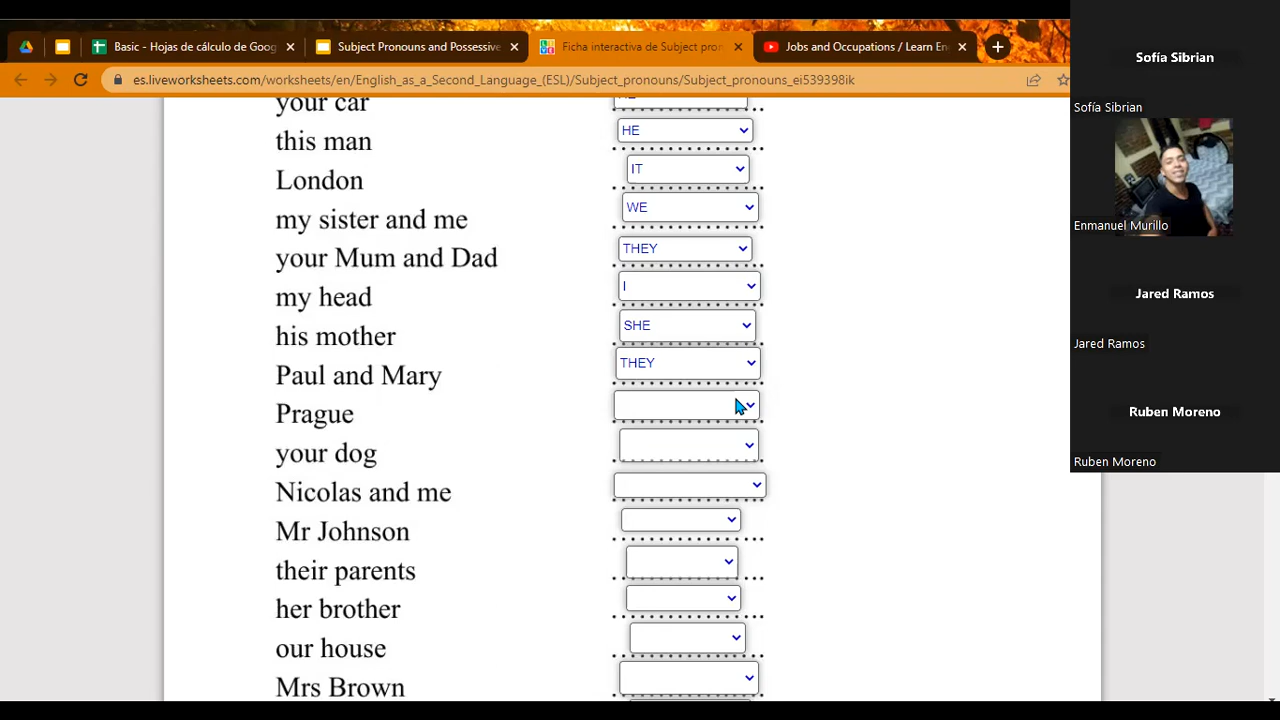 Basic - Hojas de cálculo de Goog
Subject Pronouns and Possessive
Ficha interactiva de Subject pron
Jobs and Occupations / Learn En
es.liveworksheets.com/worksheets/en/English_as_a_Second_Language_(ESL)/Subject_pronouns/Subject_pronouns_ei539398ik
your car
this man HE
London IT
my sister and me WE
your Mum and Dad THEY
my head I
his mother SHE
Paul and Mary THEY
Prague
your dog
Nicolas and me
Mr Johnson
their parents
her brother
our house
Mrs Brown
Sofía Sibrian
Sofía Sibrian
Enmanuel Murillo
Jared Ramos
Jared Ramos
Ruben Moreno
Ruben Moreno